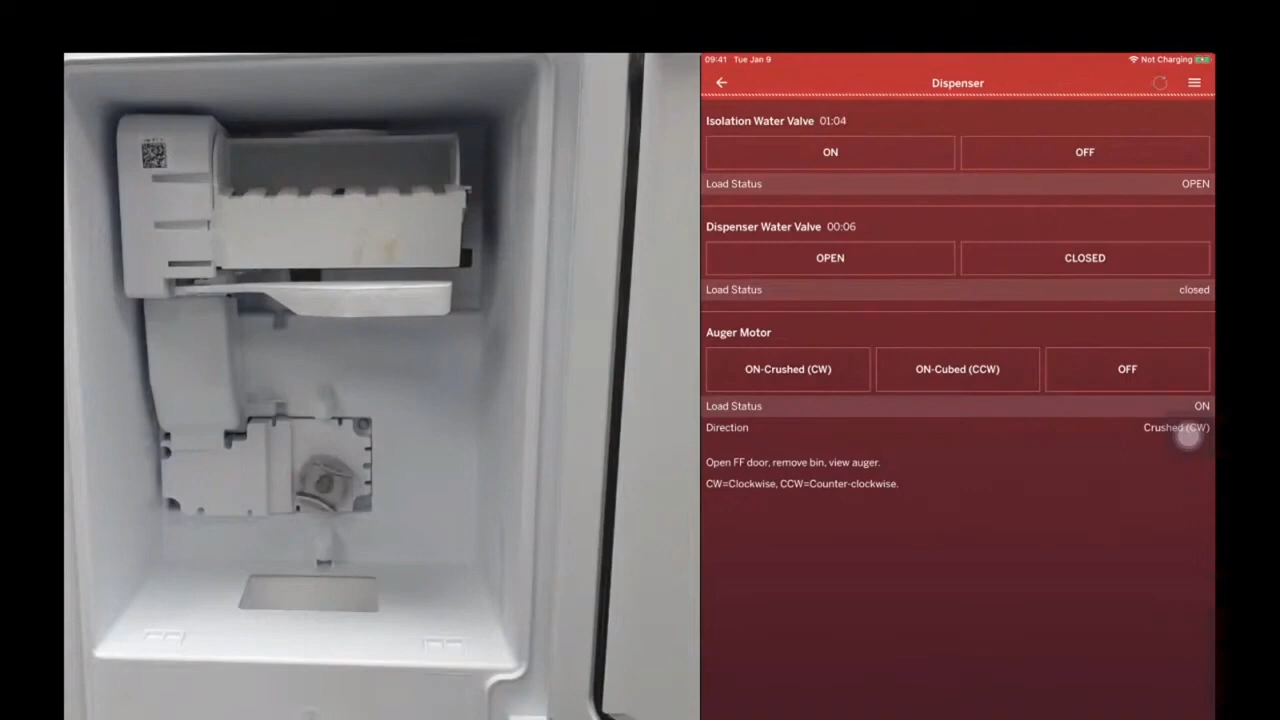 09:41 Tue Jan 9
Not Charging
Dispenser
Isolation Water Valve 01:04
ON OFF
Load Status OPEN
Dispenser Water Valve 00:06
OPEN CLOSED
Load Status closed
Auger Motor
ON-Crushed (CW) ON-Cubed (CCW) OFF
Load Status ON
Direction Crushed (CW)
Open FF door, remove bin, view auger.
CW=Clockwise, CCW=Counter-clockwise.